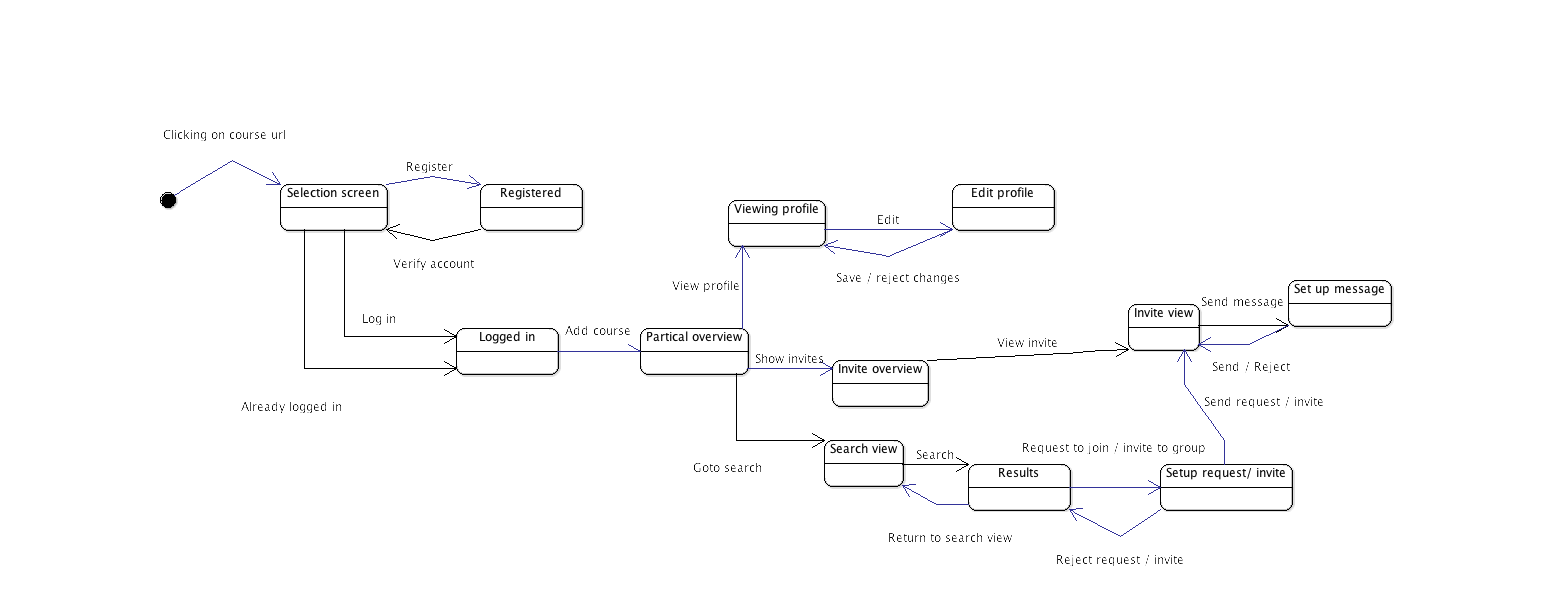 Clicking on course url
Register
Selection screen
Registered
Edit profile
Viewing profile
Edit
Verify account
Save / reject changes
View profile
Set up message
Send message
Invite view
Log in
Add course
Logged in
Partical overview
View invite
Show invites
Invite overview
Send / Reject
Already logged in
Send request / invite
Request to join / invite to group
Search view
Search
Goto search
Results
Setup request/ invite
Return to search view
Reject request / invite